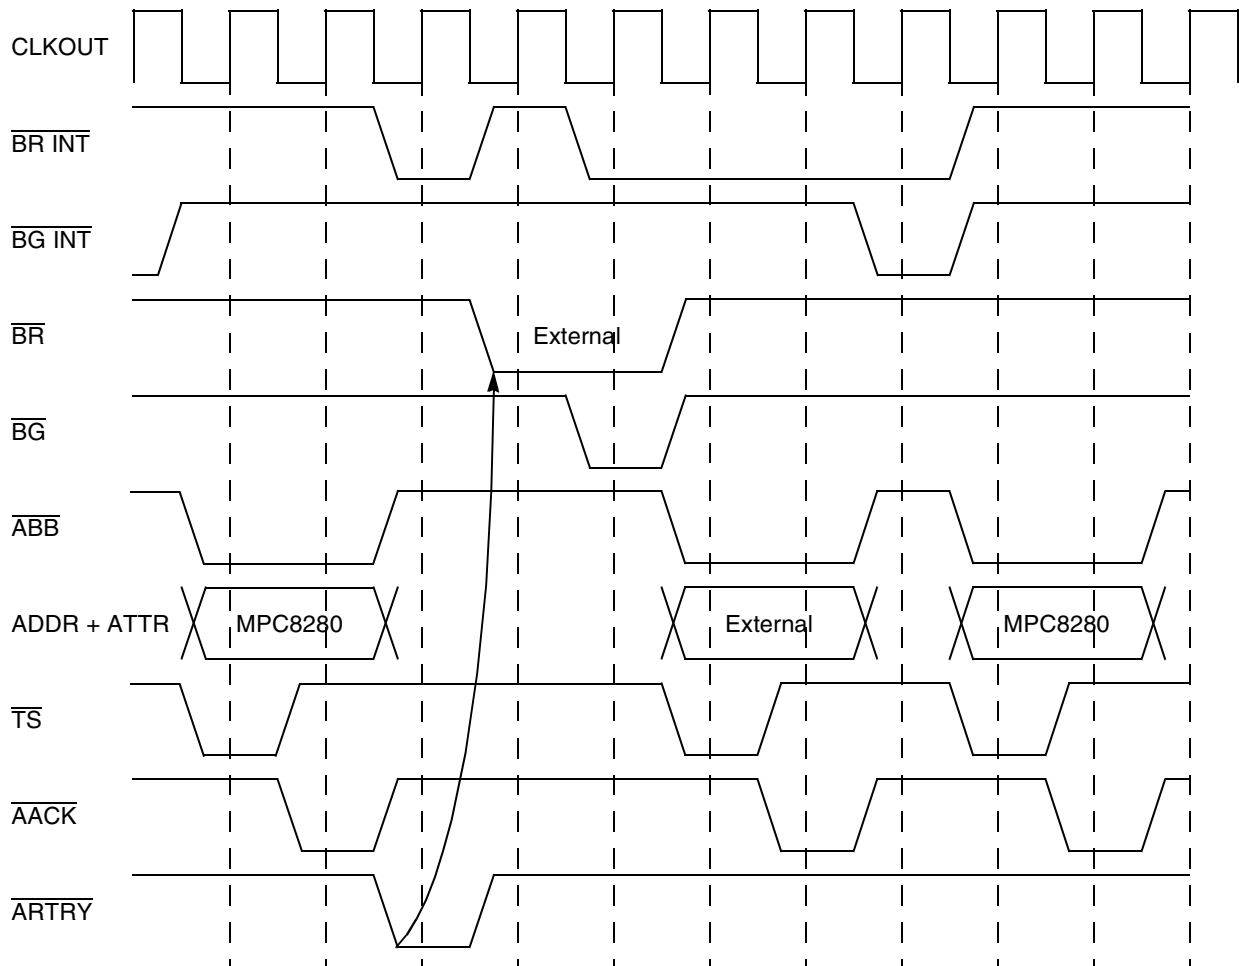 CLKOUT
BR INT
BG INT
BR
External
BG
ABB
ADDR + ATTR
MPC8280
External
MPC8280
TS
AACK
ARTRY